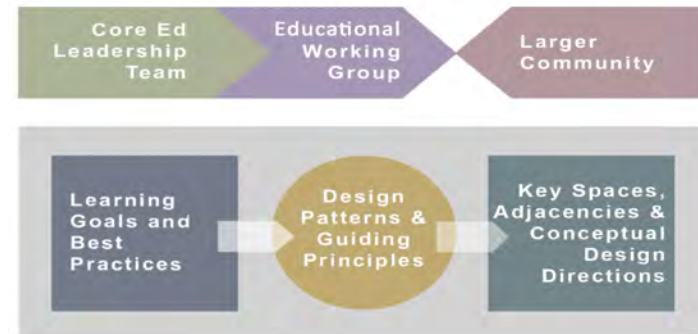 Core Ed
Leadership
Team
Educational
Working
Group
Larger
Community
Learning
Goals and
Best
Practices
Design
Patterns &
Guiding
Principles
Key Spaces,
Adjacencies &
Conceptual
Design
Directions